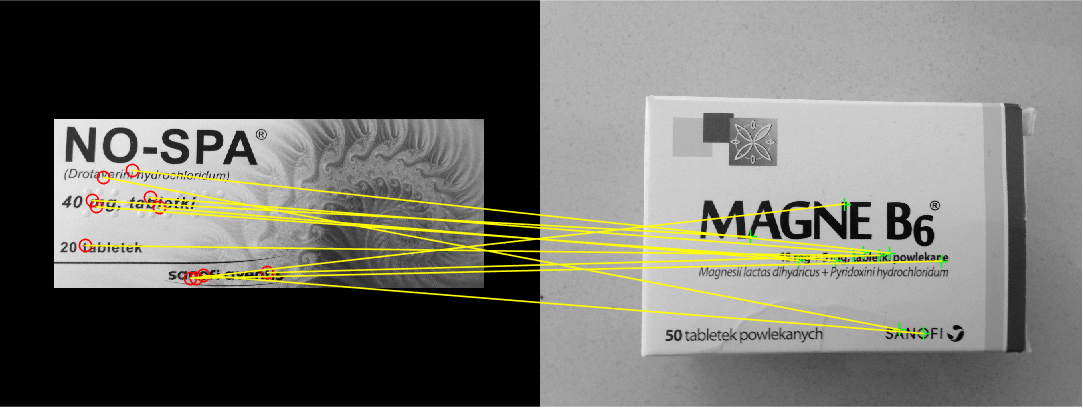 NO-SPA®
(Drotaverini hydrochloridum)
40 mg, tabletki
20 tabletek
sanofi aventis
MAGNE B6®
mg, tabletki powlekane
Magnesii lactas dihydricus + Pyridoxini hydrochloridum
50 tabletek powlekanych
SANOFI